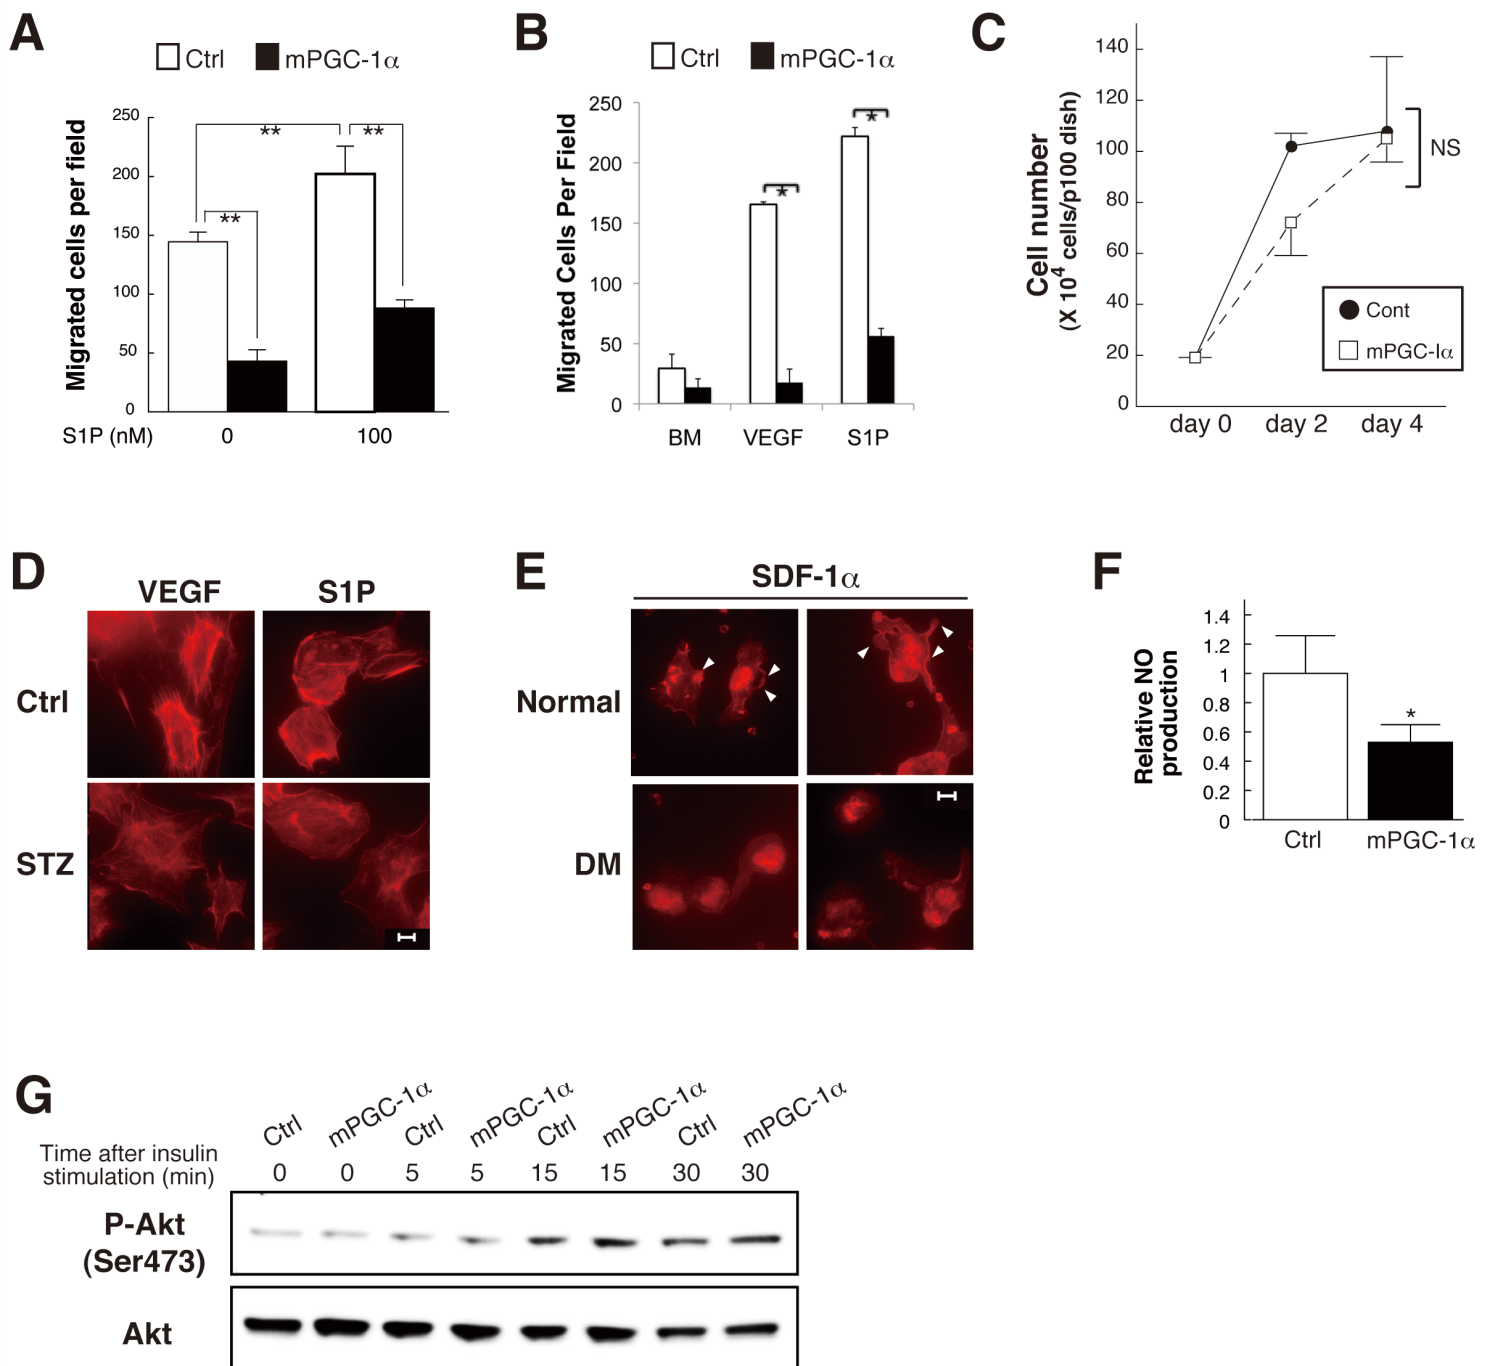 A
Ctrl mPGC-1α
Migrated cells per field
250
200
150
100
50
0
**
**
**
S1P (nM) 0 100
B
Ctrl mPGC-1α
Migrated Cells Per Field
250
200
150
100
50
0
*
*
BM VEGF S1P
C
Cell number
(X 10⁴ cells/p100 dish)
140
120
100
80
60
40
20
0
NS
Cont
mPGC-Iα
day 0 day 2 day 4
D
VEGF S1P
Ctrl
STZ
E
SDF-1α
Normal
DM
F
Relative NO
production
1.4
1.2
1
0.8
0.6
0.4
0.2
0
*
Ctrl mPGC-1α
G
Ctrl mPGC-1α Ctrl mPGC-1α Ctrl mPGC-1α Ctrl mPGC-1α
Time after insulin
stimulation (min) 0 0 5 5 15 15 30 30
P-Akt
(Ser473)
Akt